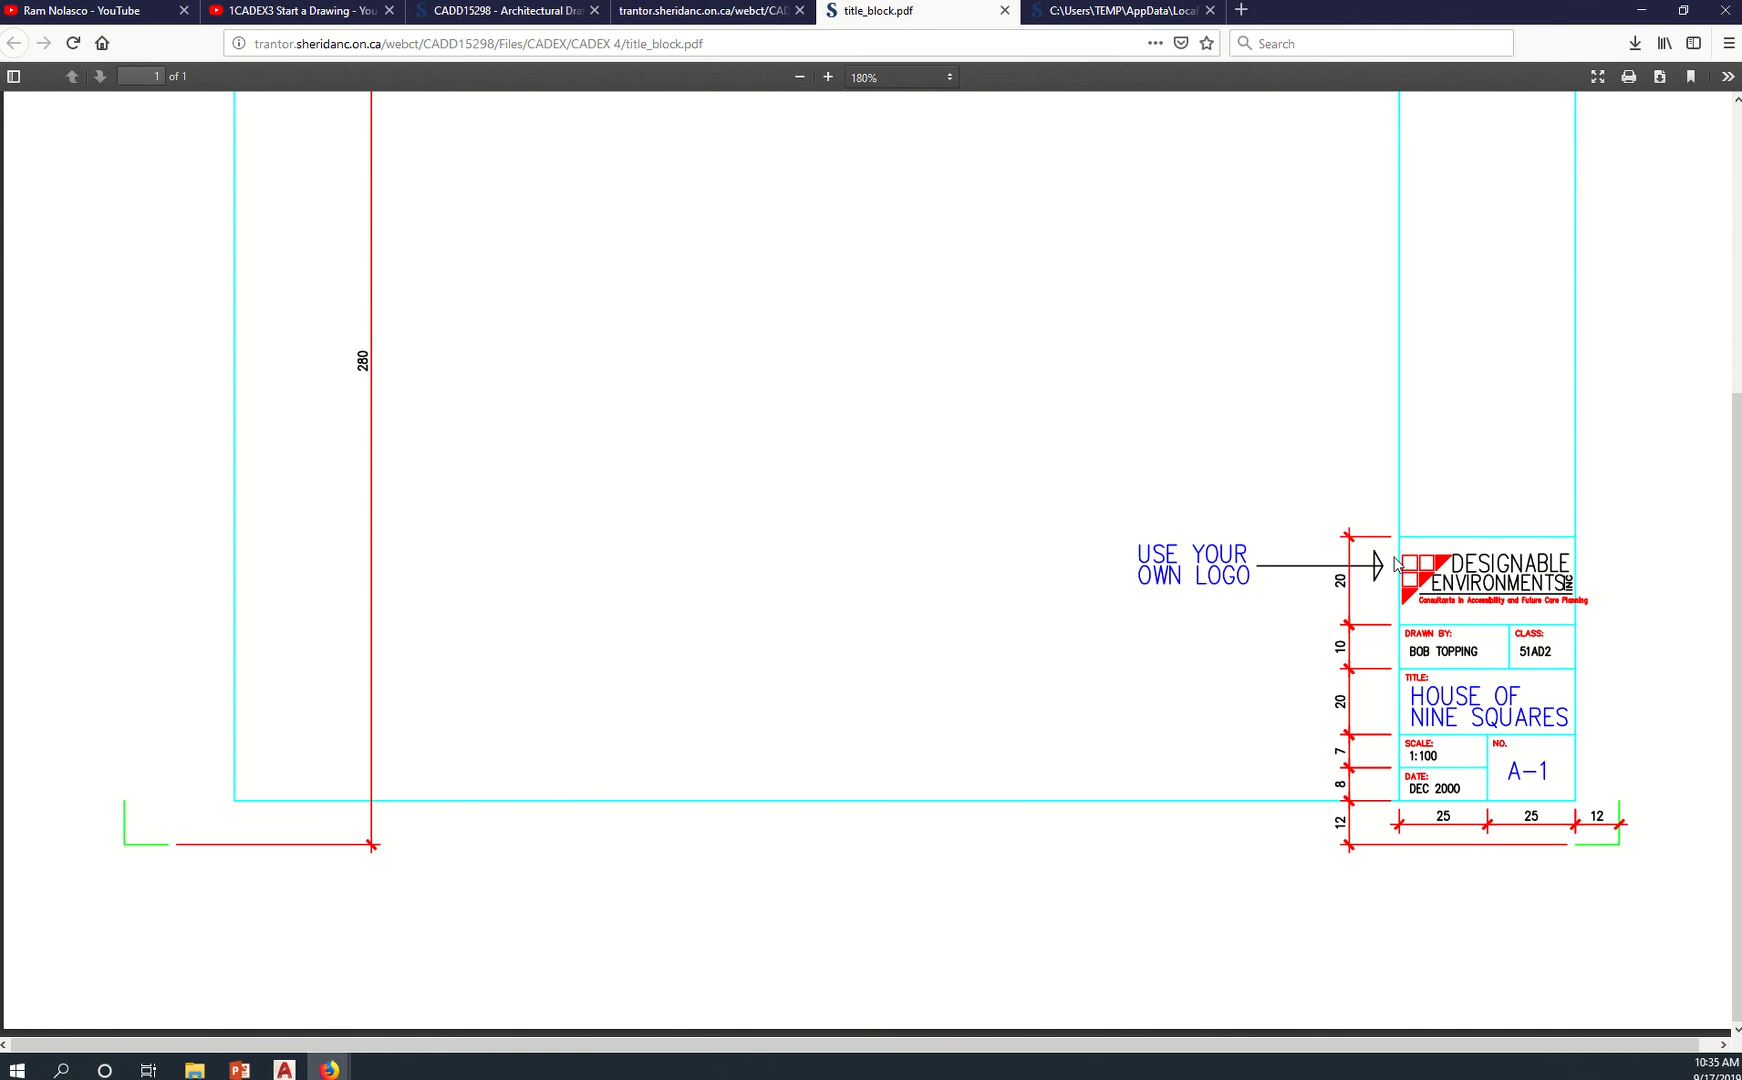 Ram Nolasco - YouTube
1CADEX3 Start a Drawing - You
CADD15298 - Architectural Dra
trantor.sheridanc.on.ca/webct/CAD
title_block.pdf
C:\Users\TEMP\AppData\Local
trantor.sheridanc.on.ca/webct/CADD15298/Files/CADEX/CADEX 4/title_block.pdf
Search
1 of 1
180%
280
USE YOUR
OWN LOGO
20
10
20
7
8
12
DESIGNABLE
ENVIRONMENTS INC
Consultants in Accessibility and Future Care Planning
DRAWN BY:
BOB TOPPING
CLASS:
51AD2
TITLE:
HOUSE OF
NINE SQUARES
SCALE:
1:100
NO.
A-1
DATE:
DEC 2000
25
25
12
10:35 AM
9/17/2019